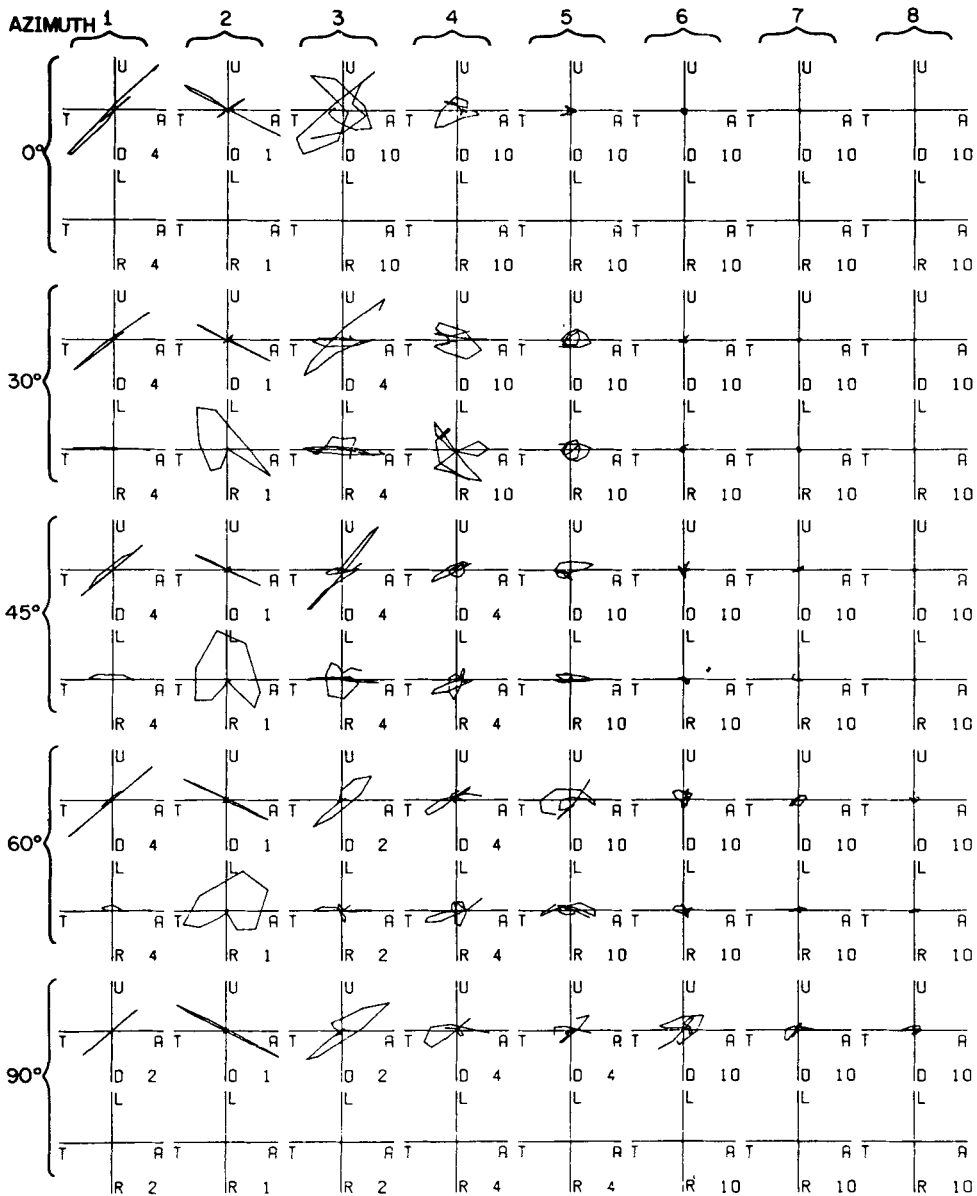 AZIMUTH 1 2 3 4 5 6 7 8
U U U U U U U U
T A T A T A T A T A T A T A T A
0°
D 4 D 1 D 10 D 10 D 10 D 10 D 10 D 10
L L L L L L L L
T A T A T A T A T A T A T A T A
R 4 R 1 R 10 R 10 R 10 R 10 R 10 R 10
U U U U U U U U
T A T A T A T A T A T A T A T A
30°
D 4 D 1 D 4 D 10 D 10 D 10 D 10 D 10
L L L L L L L L
T A T A T A T A T A T A T A T A
R 4 R 1 R 4 R 10 R 10 R 10 R 10 R 10
U U U U U U U U
T A T A T A T A T A T A T A T A
45°
D 4 D 1 D 4 D 4 D 10 D 10 D 10 D 10
L L L L L L L L
T A T A T A T A T A T A T A T A
R 4 R 1 R 4 R 4 R 10 R 10 R 10 R 10
U U U U U U U U
T A T A T A T A T A T A T A T A
60°
D 4 D 1 D 2 D 4 D 10 D 10 D 10 D 10
L L L L L L L L
T A T A T A T A T A T A T A T A
R 4 R 1 R 2 R 4 R 10 R 10 R 10 R 10
U U U U U U U U
T A T A T A T A T A T A T A T A
90°
D 2 D 1 D 2 D 4 D 4 D 10 D 10 D 10
L L L L L L L L
T A T A T A T A T A T A T A T A
R 2 R 1 R 2 R 4 R 4 R 10 R 10 R 10